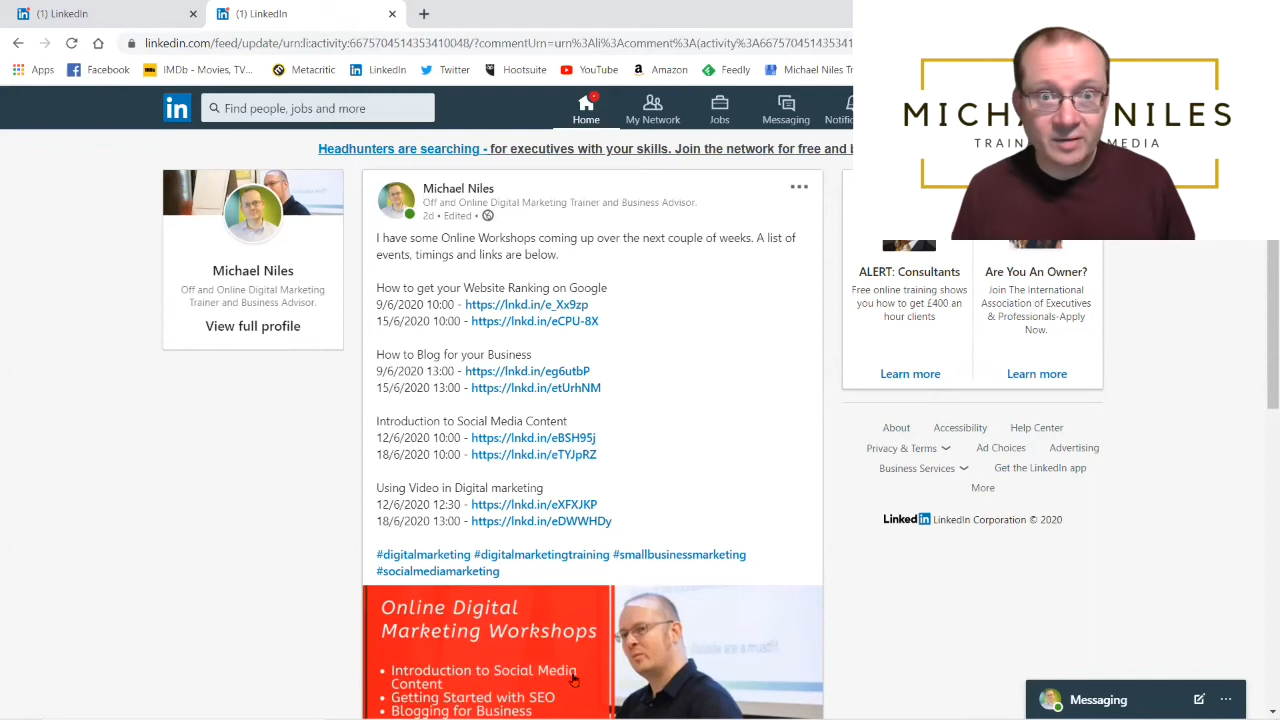 (1) LinkedIn
(1) LinkedIn
linkedin.com/feed/update/urn:li:activity:6675704514353410048/?commentUrn=urn%3Ali%3Acomment%3A(activity%3A667570451435341
Apps Facebook IMDb - Movies, TV... Metacritic LinkedIn Twitter Hootsuite YouTube Amazon Feedly Michael Niles Tr
MICHA NILES
TRAIN MEDIA
in Find people, jobs and more
Home My Network Jobs Messaging Notific
Headhunters are searching - for executives with your skills. Join the network for free and b
Michael Niles
Off and Online Digital Marketing Trainer and Business Advisor.
View full profile
Michael Niles
Off and Online Digital Marketing Trainer and Business Advisor.
2d • Edited •
I have some Online Workshops coming up over the next couple of weeks. A list of
events, timings and links are below.
How to get your Website Ranking on Google
9/6/2020 10:00 - https://lnkd.in/e_Xx9zp
15/6/2020 10:00 - https://lnkd.in/eCPU-8X
How to Blog for your Business
9/6/2020 13:00 - https://lnkd.in/eg6utbP
15/6/2020 13:00 - https://lnkd.in/etUrhNM
Introduction to Social Media Content
12/6/2020 10:00 - https://lnkd.in/eBSH95j
18/6/2020 10:00 - https://lnkd.in/eTYJpRZ
Using Video in Digital marketing
12/6/2020 12:30 - https://lnkd.in/eXFXJKP
18/6/2020 13:00 - https://lnkd.in/eDWWHDy
#digitalmarketing #digitalmarketingtraining #smallbusinessmarketing
#socialmediamarketing
Online Digital
Marketing Workshops
• Introduction to Social Media
Content
• Getting Started with SEO
• Blogging for Business
ALERT: Consultants
Free online training shows
you how to get £400 an
hour clients
Learn more
Are You An Owner?
Join The International
Association of Executives
& Professionals-Apply
Now.
Learn more
About Accessibility Help Center
Privacy & Terms Ad Choices Advertising
Business Services Get the LinkedIn app
More
LinkedIn LinkedIn Corporation © 2020
Messaging